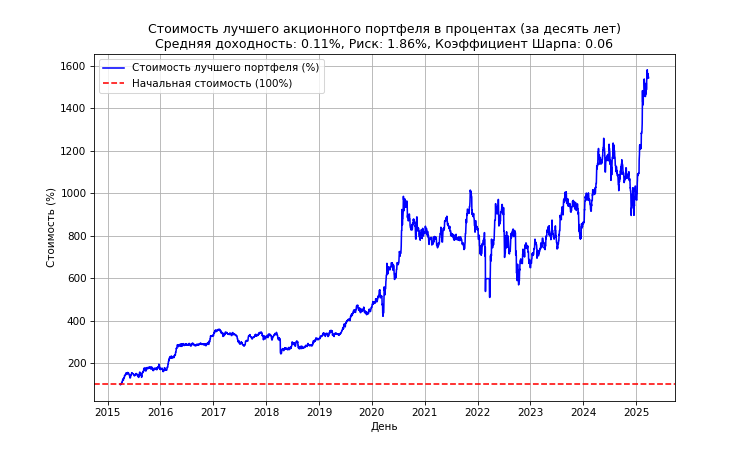 Стоимость лучшего акционного портфеля в процентах (за десять лет)
Средняя доходность: 0.11%, Риск: 1.86%, Коэффициент Шарпа: 0.06
Стоимость лучшего портфеля (%)
Начальная стоимость (100%)
Стоимость (%)
1600
1400
1200
1000
800
600
400
200
2015 2016 2017 2018 2019 2020 2021 2022 2023 2024 2025
День